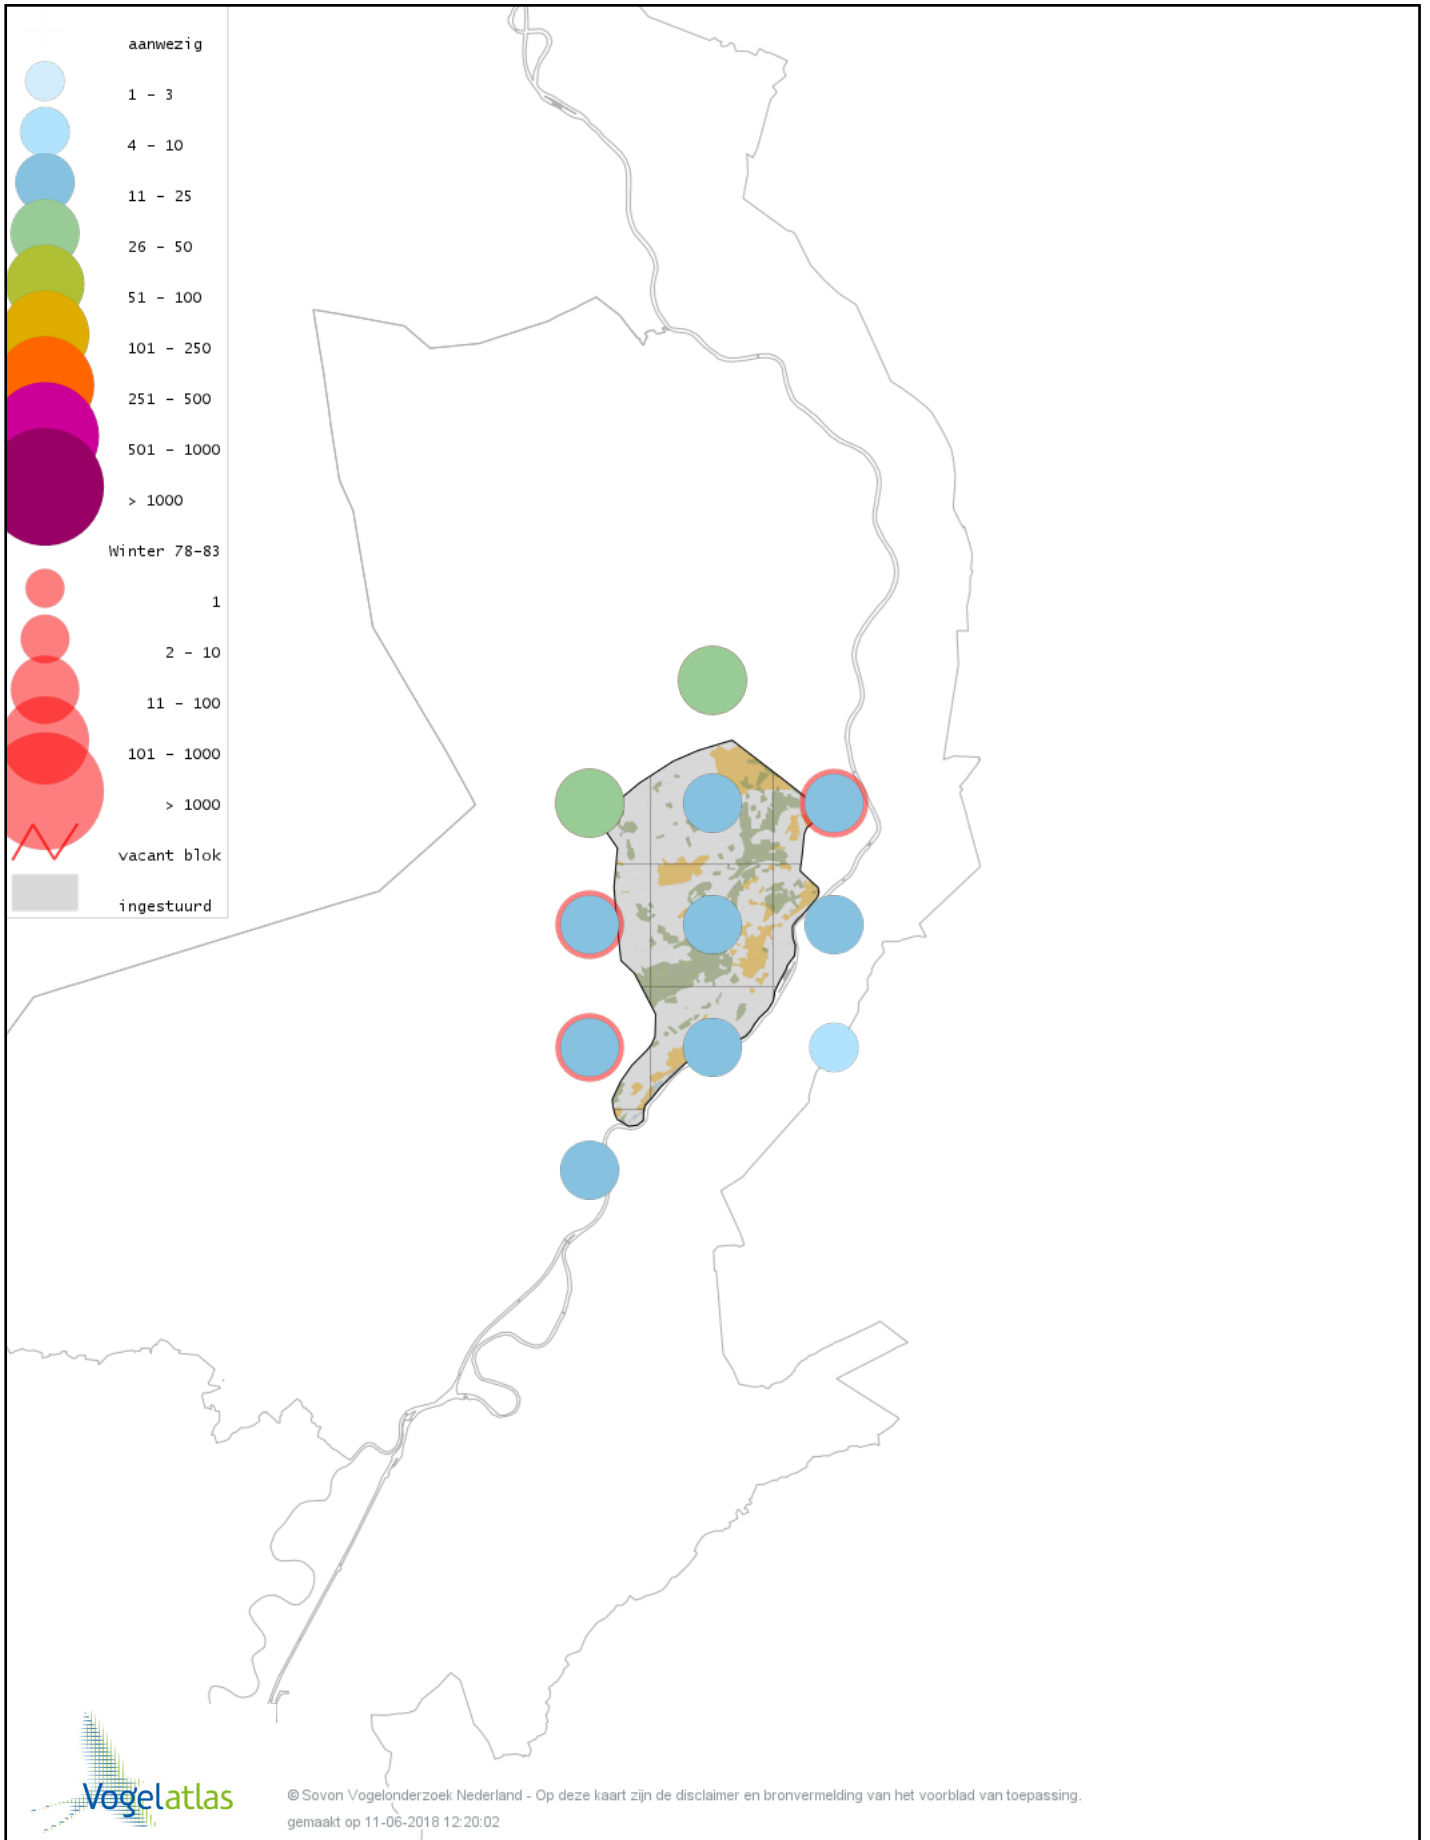 aanwezig
1 – 3
4 – 10
11 – 25
26 – 50
51 – 100
101 – 250
251 – 500
501 – 1000
> 1000
Winter 78-83
1
2 – 10
11 – 100
101 – 1000
> 1000
vacant blok
ingestuurd
Vogelatlas
© Sovon Vogelonderzoek Nederland - Op deze kaart zijn de disclaimer en bronvermelding van het voorblad van toepassing.
gemaakt op 11-06-2018 12:20:02